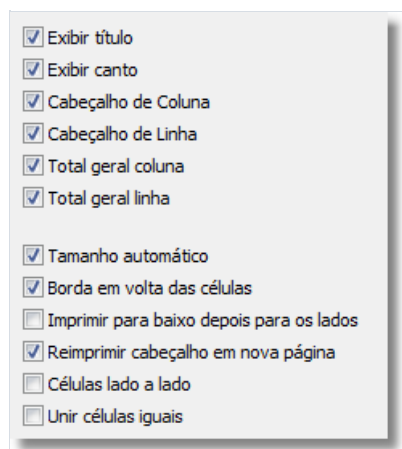 Exibir título
Exibir canto
Cabeçalho de Coluna
Cabeçalho de Linha
Total geral coluna
Total geral linha
Tamanho automático
Borda em volta das células
Imprimir para baixo depois para os lados
Reimprimir cabeçalho em nova página
Células lado a lado
Unir células iguais